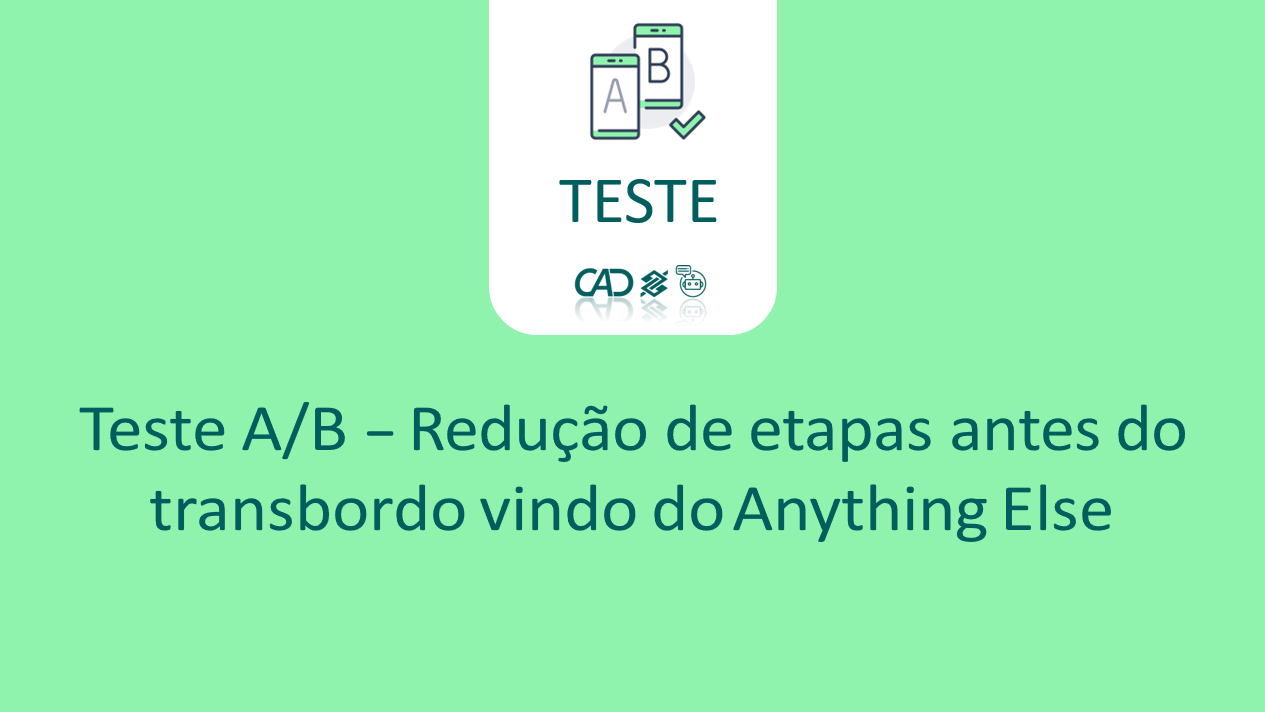 B
A
TESTE
CAD
Teste A/B – Redução de etapas antes do
transbordo vindo do Anything Else